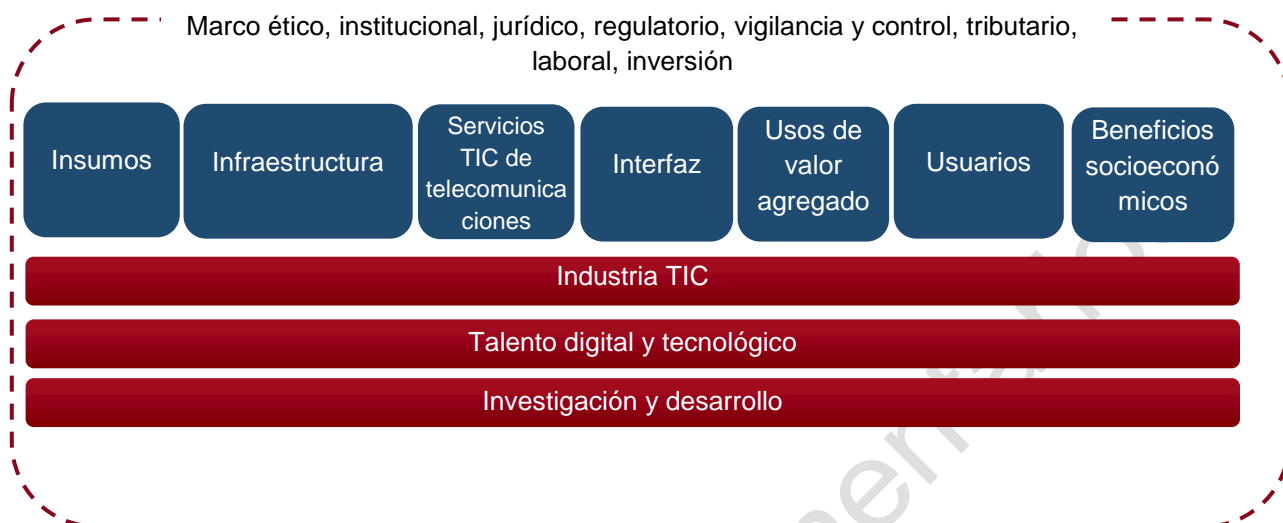 Marco ético, institucional, jurídico, regulatorio, vigilancia y control, tributario,
laboral, inversión
Insumos
Infraestructura
Servicios
TIC de
telecomunica
ciones
Interfaz
Usos de
valor
agregado
Usuarios
Beneficios
socioeconó
micos
Industria TIC
Talento digital y tecnológico
Investigación y desarrollo